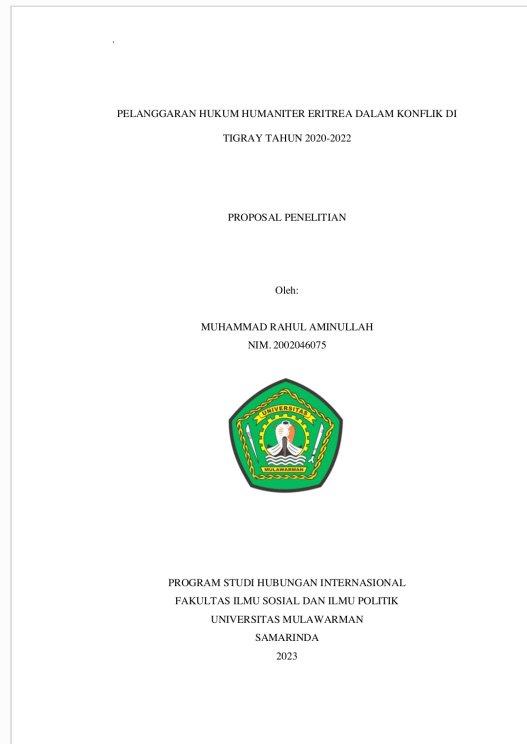 PELANGGARAN HUKUM HUMANITER ERITREA DALAM KONFLIK DI
TIGRAY TAHUN 2020-2022
PROPOSAL PENELITIAN
Oleh:
MUHAMMAD RAHUL AMINULLAH
NIM. 2002046075
UNIVERSITAS
MULAWARMAN
PROGRAM STUDI HUBUNGAN INTERNASIONAL
FAKULTAS ILMU SOSIAL DAN ILMU POLITIK
UNIVERSITAS MULAWARMAN
SAMARINDA
2023